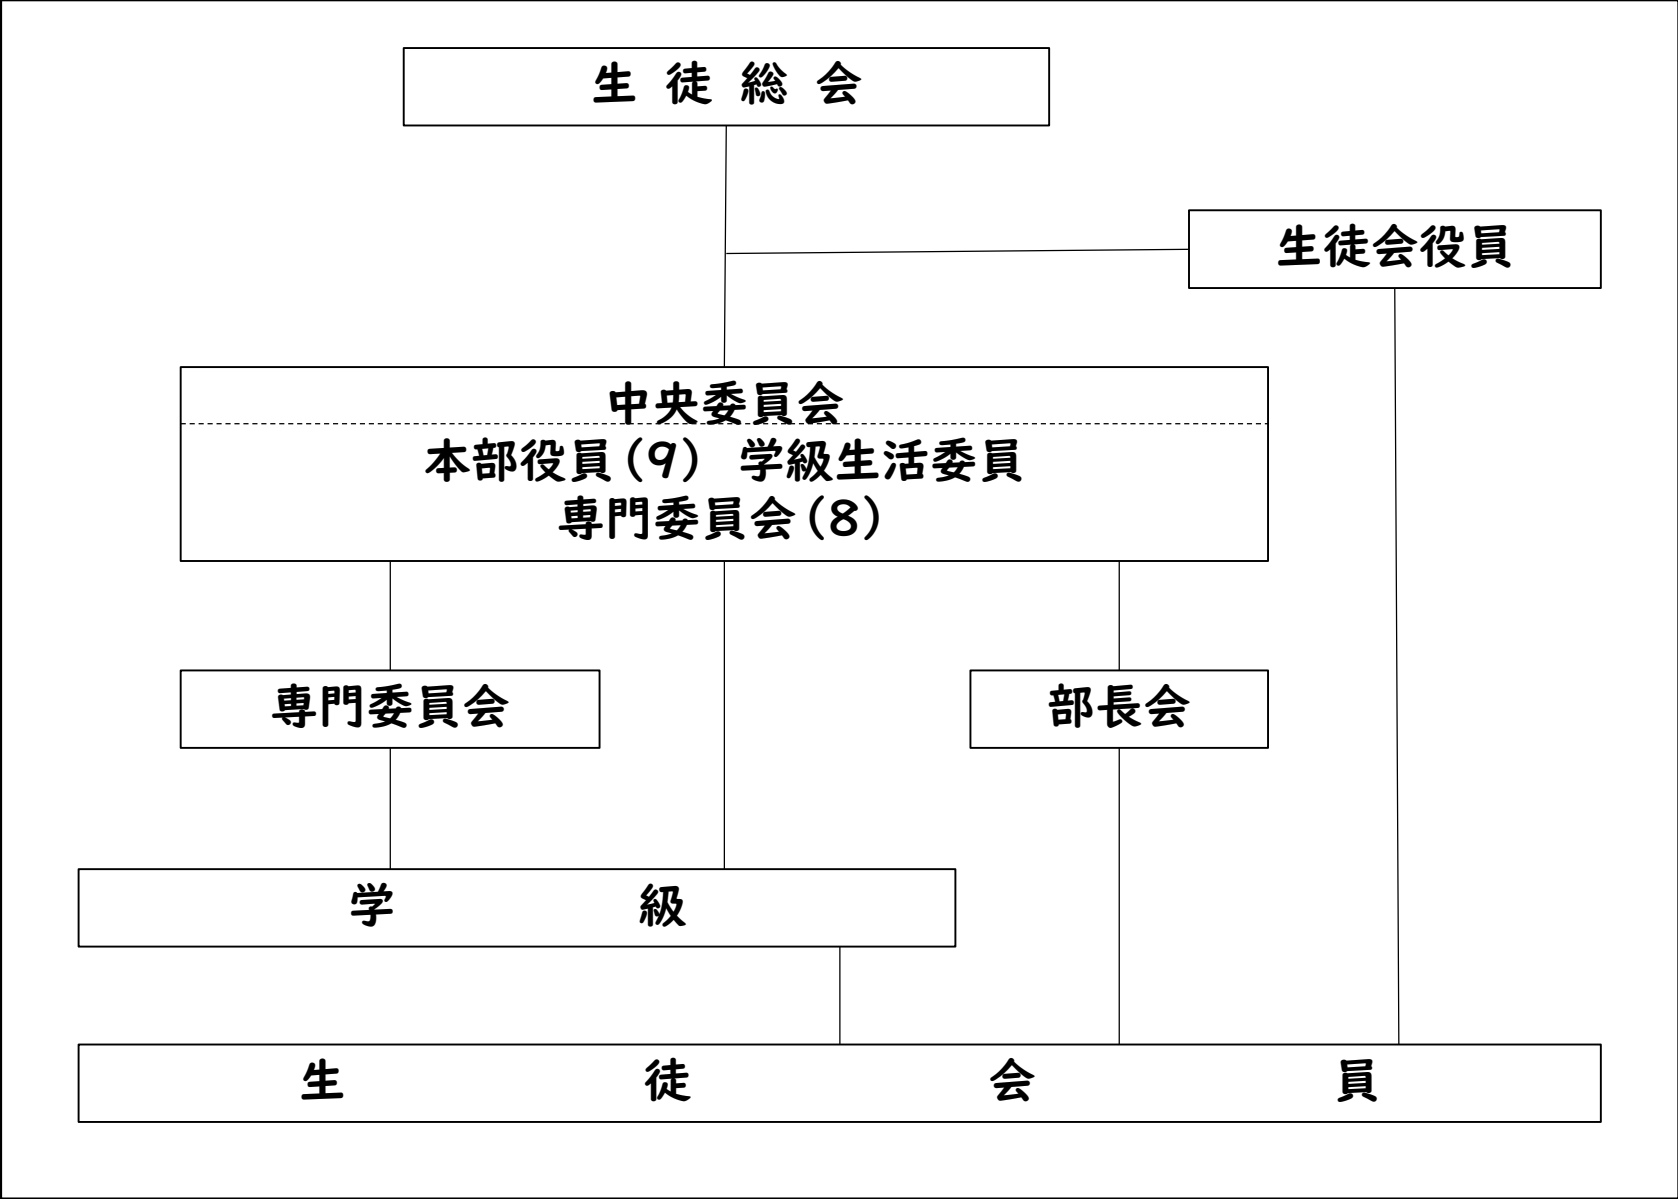 生 徒 総 会
生徒会役員
中央委員会
本部役員(9) 学級生活委員
専門委員会(8)
専門委員会
部長会
学 級
生 徒 会 員